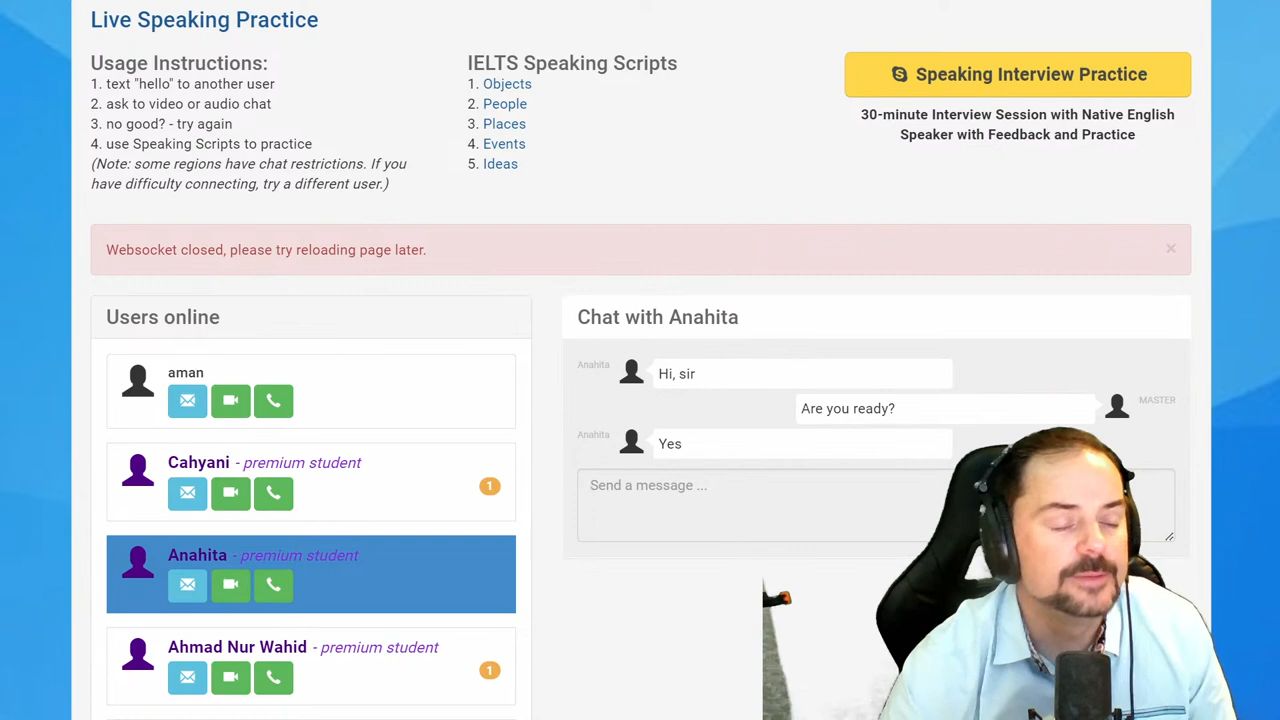 Live Speaking Practice
Usage Instructions:
1. text "hello" to another user
2. ask to video or audio chat
3. no good? - try again
4. use Speaking Scripts to practice
(Note: some regions have chat restrictions. If you
have difficulty connecting, try a different user.)
IELTS Speaking Scripts
1. Objects
2. People
3. Places
4. Events
5. Ideas
Speaking Interview Practice
30-minute Interview Session with Native English
Speaker with Feedback and Practice
Websocket closed, please try reloading page later.
×
Users online
aman
Cahyani - premium student
1
Anahita - premium student
Ahmad Nur Wahid - premium student
1
Chat with Anahita
Anahita
Hi, sir
Are you ready?
MASTER
Anahita
Yes
Send a message ...